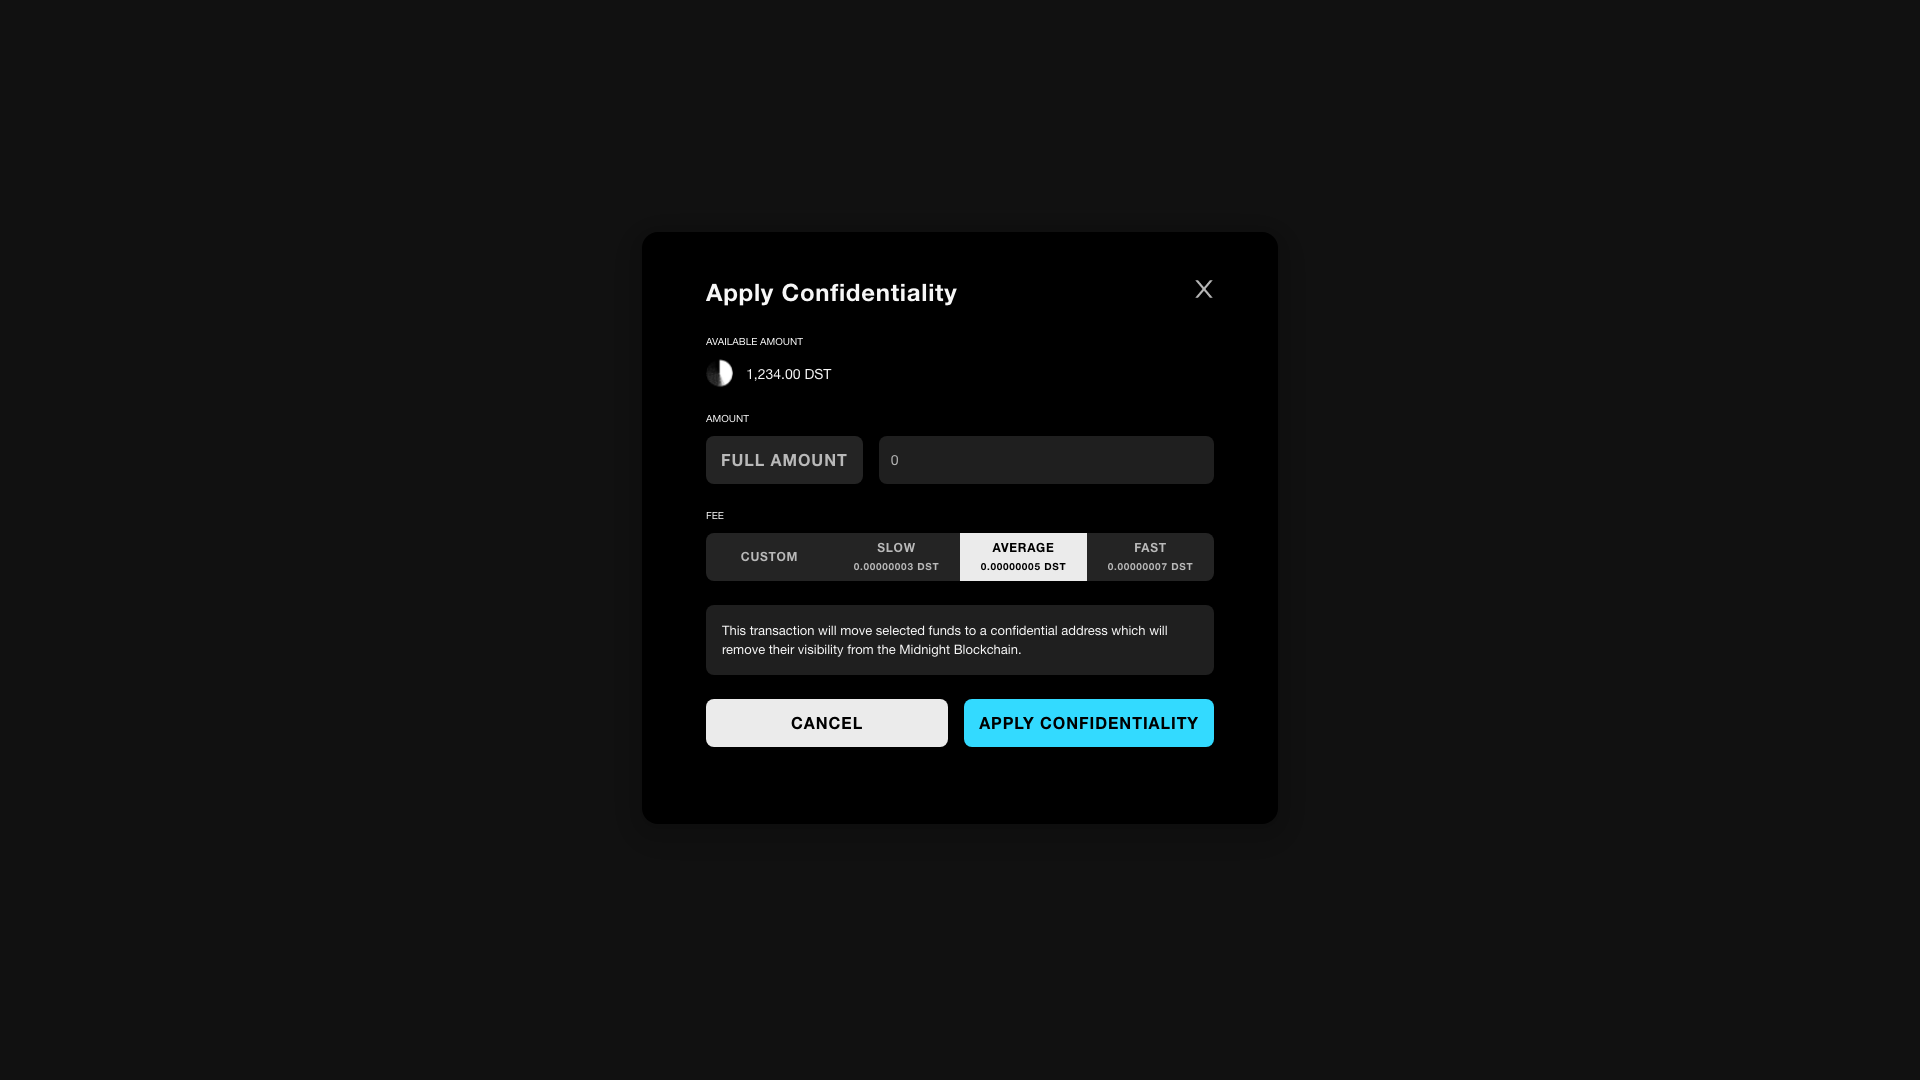 Apply Confidentiality
X
AVAILABLE AMOUNT
1,234.00 DST
AMOUNT
FULL AMOUNT
0
FEE
CUSTOM
SLOW
0.00000003 DST
AVERAGE
0.00000005 DST
FAST
0.00000007 DST
This transaction will move selected funds to a confidential address which will
remove their visibility from the Midnight Blockchain.
CANCEL
APPLY CONFIDENTIALITY